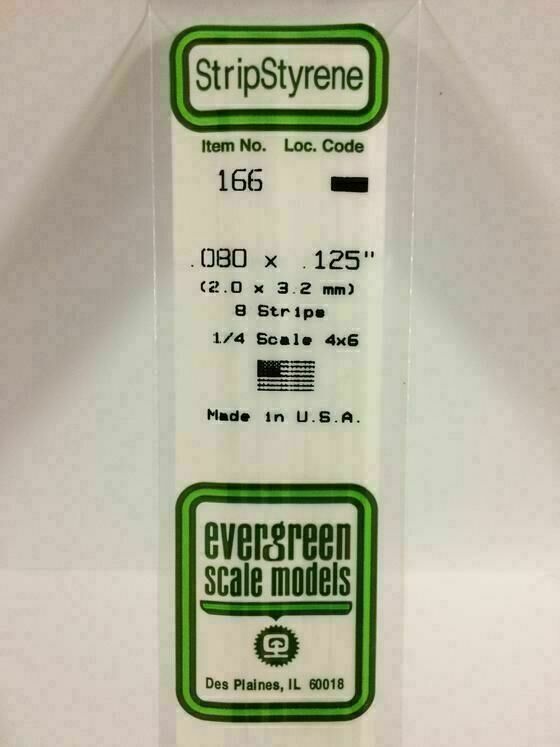 StripStyrene
Item No. Loc. Code
166
.080 x .125"
(2.0 x 3.2 mm)
8 Strips
1/4 Scale 4x6
Made in U.S.A.
evergreen
scale models
Des Plaines, IL 60018